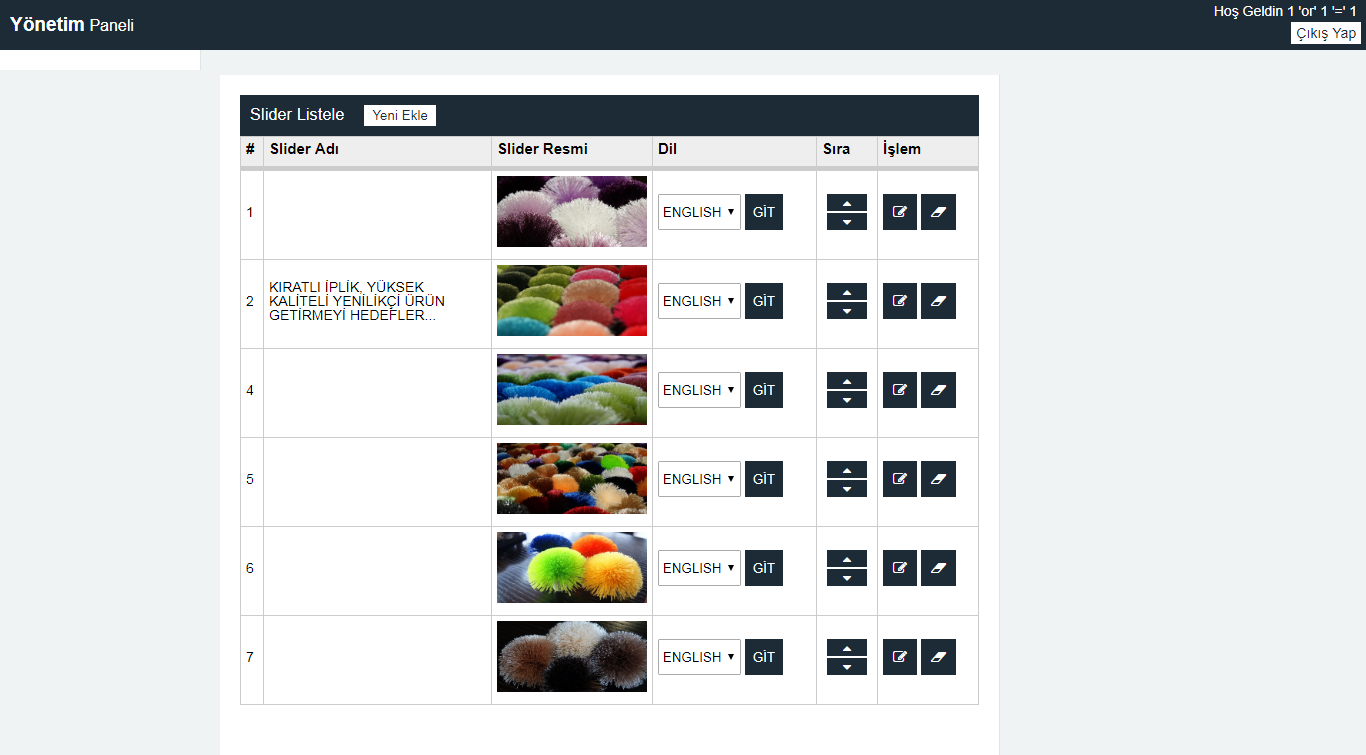 Yönetim Paneli
Hoş Geldin 1 'or' 1 '=' 1
Çıkış Yap
Slider Listele Yeni Ekle
# Slider Adı Slider Resmi Dil Sıra İşlem
1 ENGLISH GİT
2 KIRATLI İPLİK, YÜKSEK
KALİTELİ YENİLİKÇİ ÜRÜN
GETİRMEYİ HEDEFLER...
ENGLISH GİT
4 ENGLISH GİT
5 ENGLISH GİT
6 ENGLISH GİT
7 ENGLISH GİT